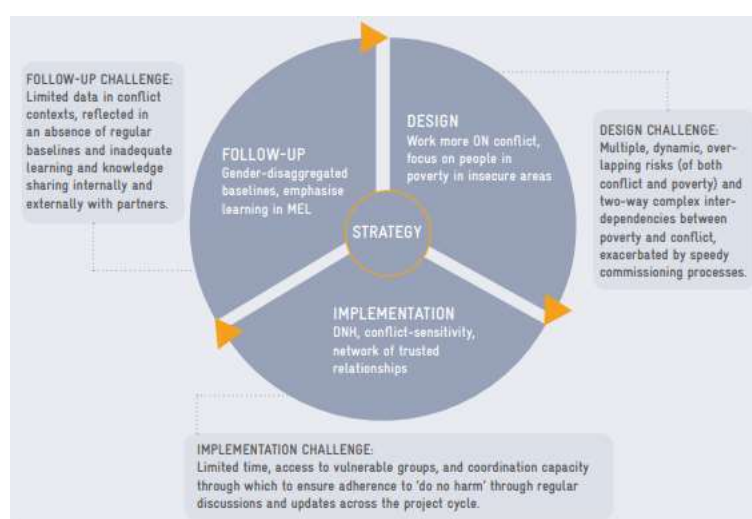 FOLLOW-UP CHALLENGE:
Limited data in conflict
contexts, reflected in
an absence of regular
baselines and inadequate
learning and knowledge
sharing internally and
externally with partners.
FOLLOW-UP
Gender-disaggregated
baselines, emphasise
learning in MEL
DESIGN
Work more ON conflict,
focus on people in
poverty in insecure areas
DESIGN CHALLENGE:
Multiple, dynamic, over-
lapping risks (of both
conflict and poverty) and
two-way complex inter-
dependencies between
poverty and conflict,
exacerbated by speedy
commissioning processes.
STRATEGY
IMPLEMENTATION
DNH, conflict-sensitivity,
network of trusted
relationships
IMPLEMENTATION CHALLENGE:
Limited time, access to vulnerable groups, and coordination capacity
through which to ensure adherence to 'do no harm' through regular
discussions and updates across the project cycle.